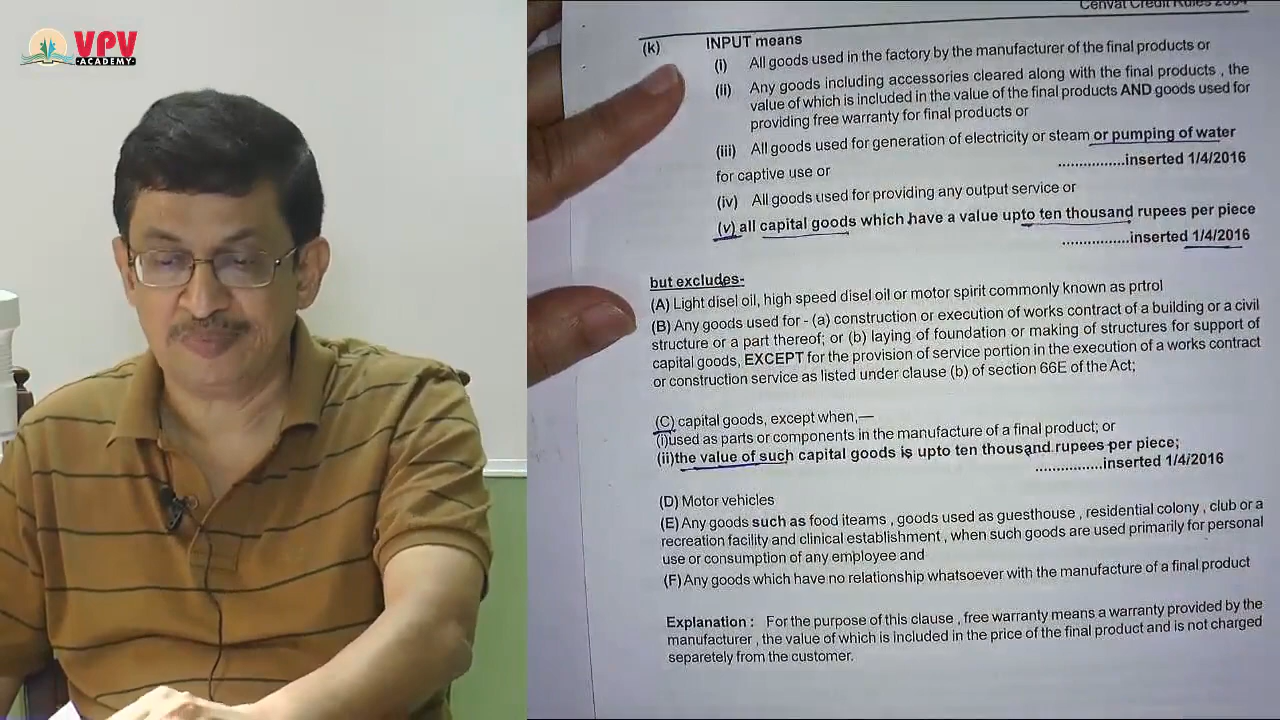 VPV
ACADEMY
Cenvat Credit Rules 2004
(k) INPUT means
(i) All goods used in the factory by the manufacturer of the final products or
(ii) Any goods including accessories cleared along with the final products , the
value of which is included in the value of the final products AND goods used for
providing free warranty for final products or
(iii) All goods used for generation of electricity or steam or pumping of water
................inserted 1/4/2016
for captive use or
(iv) All goods used for providing any output service or
(v) all capital goods which have a value upto ten thousand rupees per piece
................inserted 1/4/2016
but excludes-
(A) Light disel oil, high speed disel oil or motor spirit commonly known as prtrol
(B) Any goods used for - (a) construction or execution of works contract of a building or a civil
structure or a part thereof; or (b) laying of foundation or making of structures for support of
capital goods, EXCEPT for the provision of service portion in the execution of a works contract
or construction service as listed under clause (b) of section 66E of the Act;
(C) capital goods, except when,—
(i)used as parts or components in the manufacture of a final product; or
(ii)the value of such capital goods is upto ten thousand rupees per piece;
................inserted 1/4/2016
(D) Motor vehicles
(E) Any goods such as food iteams , goods used as guesthouse , residential colony , club or a
recreation facility and clinical establishment , when such goods are used primarily for personal
use or consumption of any employee and
(F) Any goods which have no relationship whatsoever with the manufacture of a final product
Explanation : For the purpose of this clause , free warranty means a warranty provided by the
manufacturer , the value of which is included in the price of the final product and is not charged
separetely from the customer.